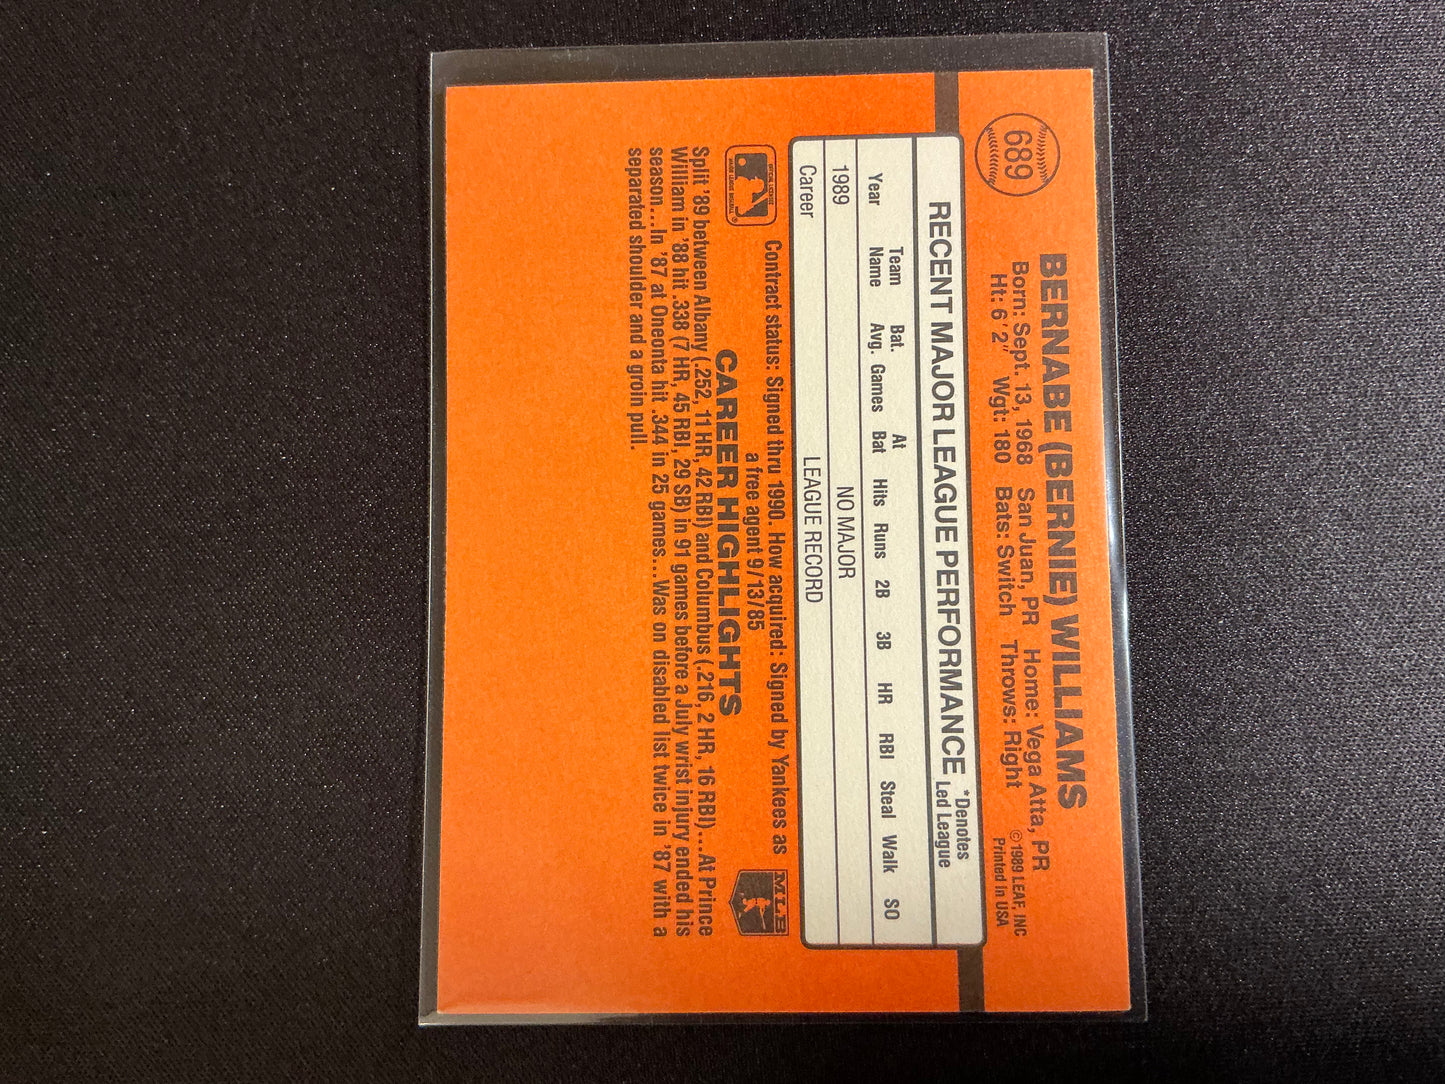 689
BERNABE (BERNIE) WILLIAMS
Born: Sept. 13, 1968 San Juan, PR Home: Vega Atta, PR
Ht: 6'2" Wgt: 180 Bats: Switch Throws: Right
©1989 LEAF, INC
Printed in USA
RECENT MAJOR LEAGUE PERFORMANCE *Denotes Led League
Year Team Name Bat. Avg. Games At Bat Hits Runs 2B 3B HR RBI Steal Walk SO
1989 NO MAJOR
Career LEAGUE RECORD
OFFICIAL LICENSEE
MAJOR LEAGUE BASEBALL
®
Contract status: Signed thru 1990. How acquired: Signed by Yankees as
a free agent 9/13/85
MLB
CAREER HIGHLIGHTS
Split '89 between Albany (.252, 11 HR, 42 RBI) and Columbus (.216, 2 HR, 16 RBI)...At Prince
William in '88 hit .338 (7 HR, 45 RBI, 29 SB) in 91 games before a July wrist injury ended his
season...In '87 at Oneonta hit .344 in 25 games...Was on disabled list twice in '87 with a
separated shoulder and a groin pull.